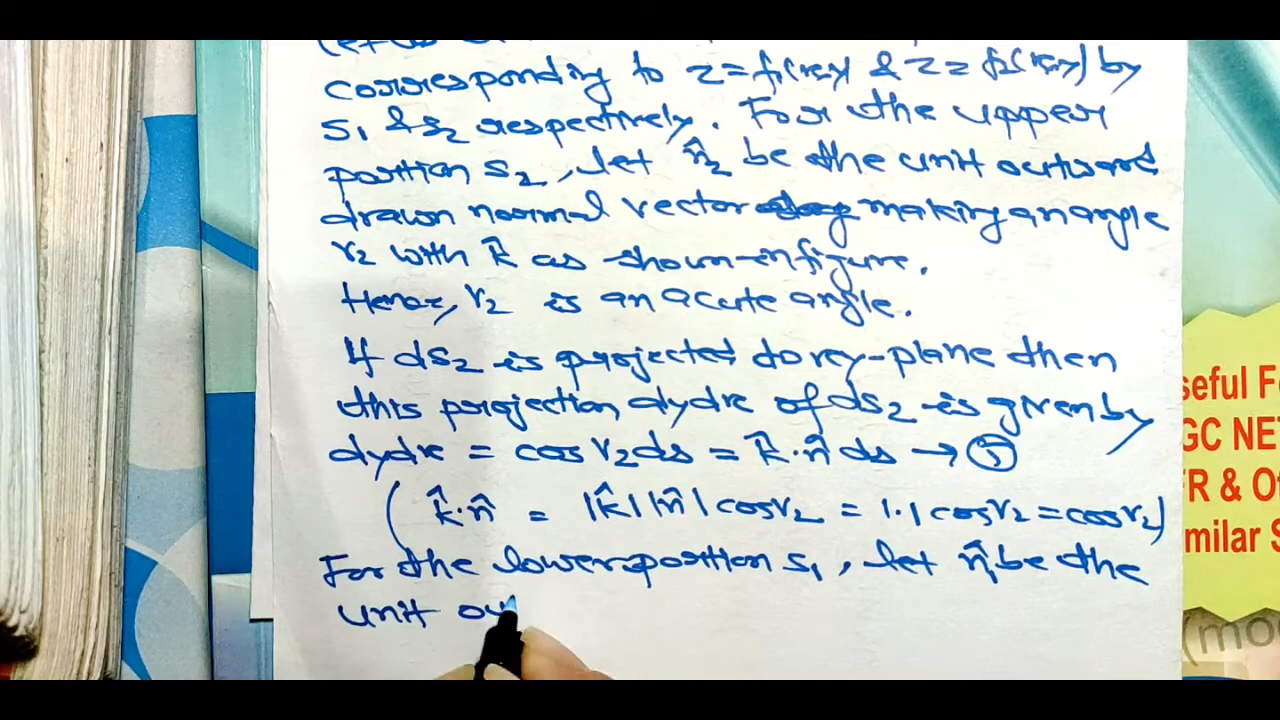 corresponding to z = f1(x,y) & z = f2(x,y) by
S1 & S2 respectively. For the upper
portion S2, let n̂2 be the unit outward
drawn normal vector making an angle
γ2 with k̂ as shown in figure.
Hence, γ2 is an acute angle.
If dS2 is projected to xy-plane then
this projection dydx of dS2 is given by
dydx = cos γ2 ds = k̂.n̂ ds → 5
( k̂.n̂ = |k̂| |n̂| cos γ2 = 1.1 cos γ2 = cos γ2)
For the lower portion S1, let n̂1 be the
unit ou
seful F
GC NE
R & O
milar S
(mo